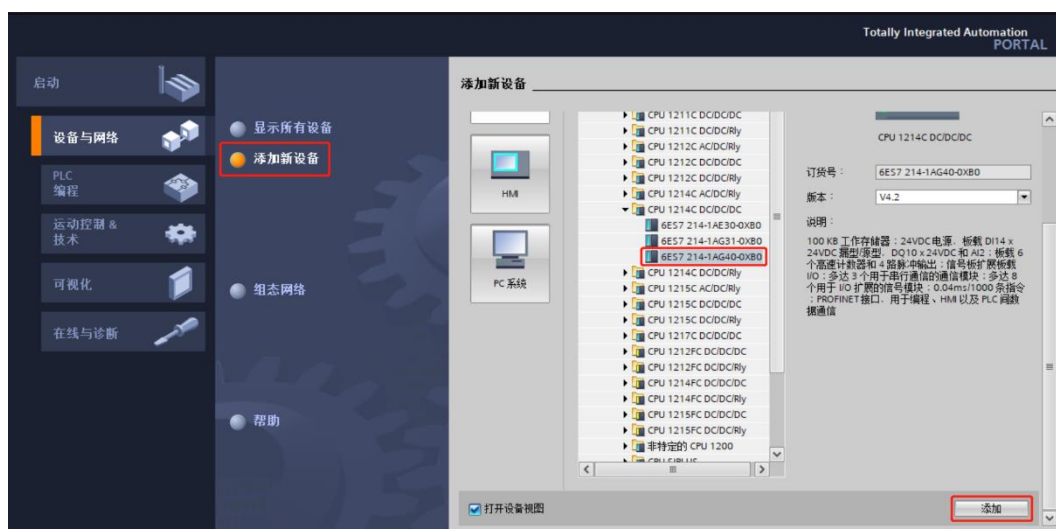 Totally Integrated Automation
PORTAL
启动
设备与网络
PLC
编程
运动控制 &
技术
可视化
在线与诊断
显示所有设备
添加新设备
组态网络
帮助
添加新设备
HMI
PC 系统
CPU 1211C DC/DC/DC
CPU 1211C DC/DC/Rly
CPU 1212C AC/DC/Rly
CPU 1212C DC/DC/DC
CPU 1212C DC/DC/Rly
CPU 1214C AC/DC/Rly
CPU 1214C DC/DC/DC
6ES7 214-1AE30-0XB0
6ES7 214-1AG31-0XB0
6ES7 214-1AG40-0XB0
CPU 1214C DC/DC/Rly
CPU 1215C AC/DC/Rly
CPU 1215C DC/DC/DC
CPU 1215C DC/DC/Rly
CPU 1217C DC/DC/DC
CPU 1212FC DC/DC/DC
CPU 1212FC DC/DC/Rly
CPU 1214FC DC/DC/DC
CPU 1214FC DC/DC/Rly
CPU 1215FC DC/DC/DC
CPU 1215FC DC/DC/Rly
非特定的 CPU 1200
CPU SIPLUS
CPU 1214C DC/DC/DC
订货号：
6ES7 214-1AG40-0XB0
版本：
V4.2
说明：
100 KB 工作存储器；24VDC 电源，板载 DI14 x
24VDC 漏型/源型，DQ10 x 24VDC 和 AI2；板载 6
个高速计数器和 4 路脉冲输出；信号板扩展板载
I/O；多达 3 个用于串行通信的通信模块；多达 8
个用于 I/O 扩展的信号模块；0.04ms/1000 条指令
；PROFINET 接口，用于编程、HMI 以及 PLC 间数
据通信
打开设备视图
添加